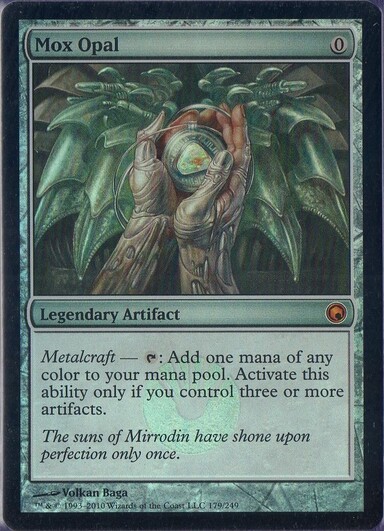 Mox Opal 0
Legendary Artifact
Metalcraft — : Add one mana of any
color to your mana pool. Activate this
ability only if you control three or more
artifacts.
The suns of Mirrodin have shone upon
perfection only once.
Volkan Baga
™ & © 1993-2010 Wizards of the Coast LLC 179/249